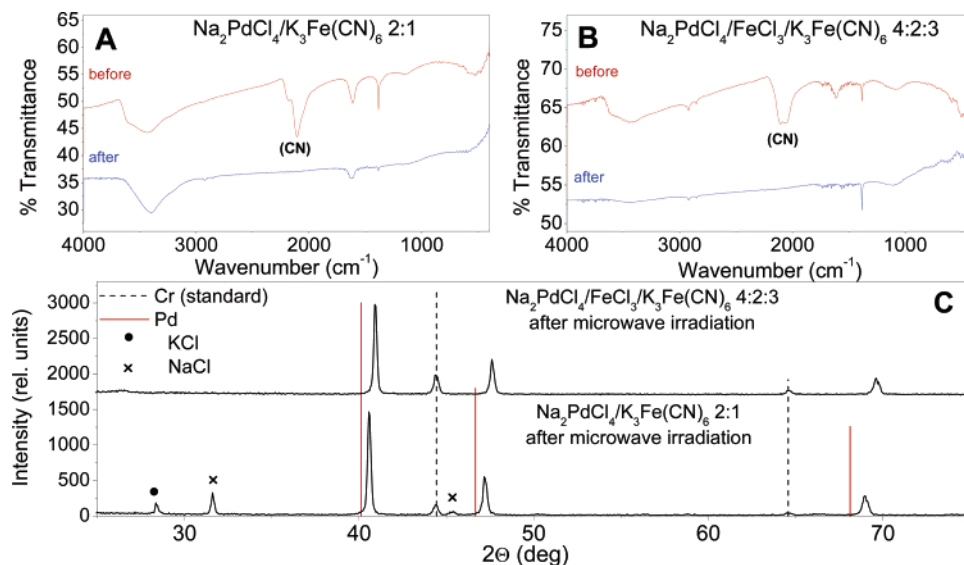 A
Na₂PdCl₄/K₃Fe(CN)₆ 2:1
before
(CN)
after
% Transmittance
65
60
55
50
45
40
35
30
4000 3000 2000 1000
Wavenumber (cm⁻¹)
B
Na₂PdCl₄/FeCl₃/K₃Fe(CN)₆ 4:2:3
before
(CN)
after
% Transmittance
75
70
65
60
55
50
4000 3000 2000 1000
Wavenumber (cm⁻¹)
C
Cr (standard)
Pd
KCl
NaCl
Na₂PdCl₄/FeCl₃/K₃Fe(CN)₆ 4:2:3
after microwave irradiation
Na₂PdCl₄/K₃Fe(CN)₆ 2:1
after microwave irradiation
Intensity (rel. units)
3000
2500
2000
1500
1000
500
0
30 40 50 60 70
2Θ (deg)